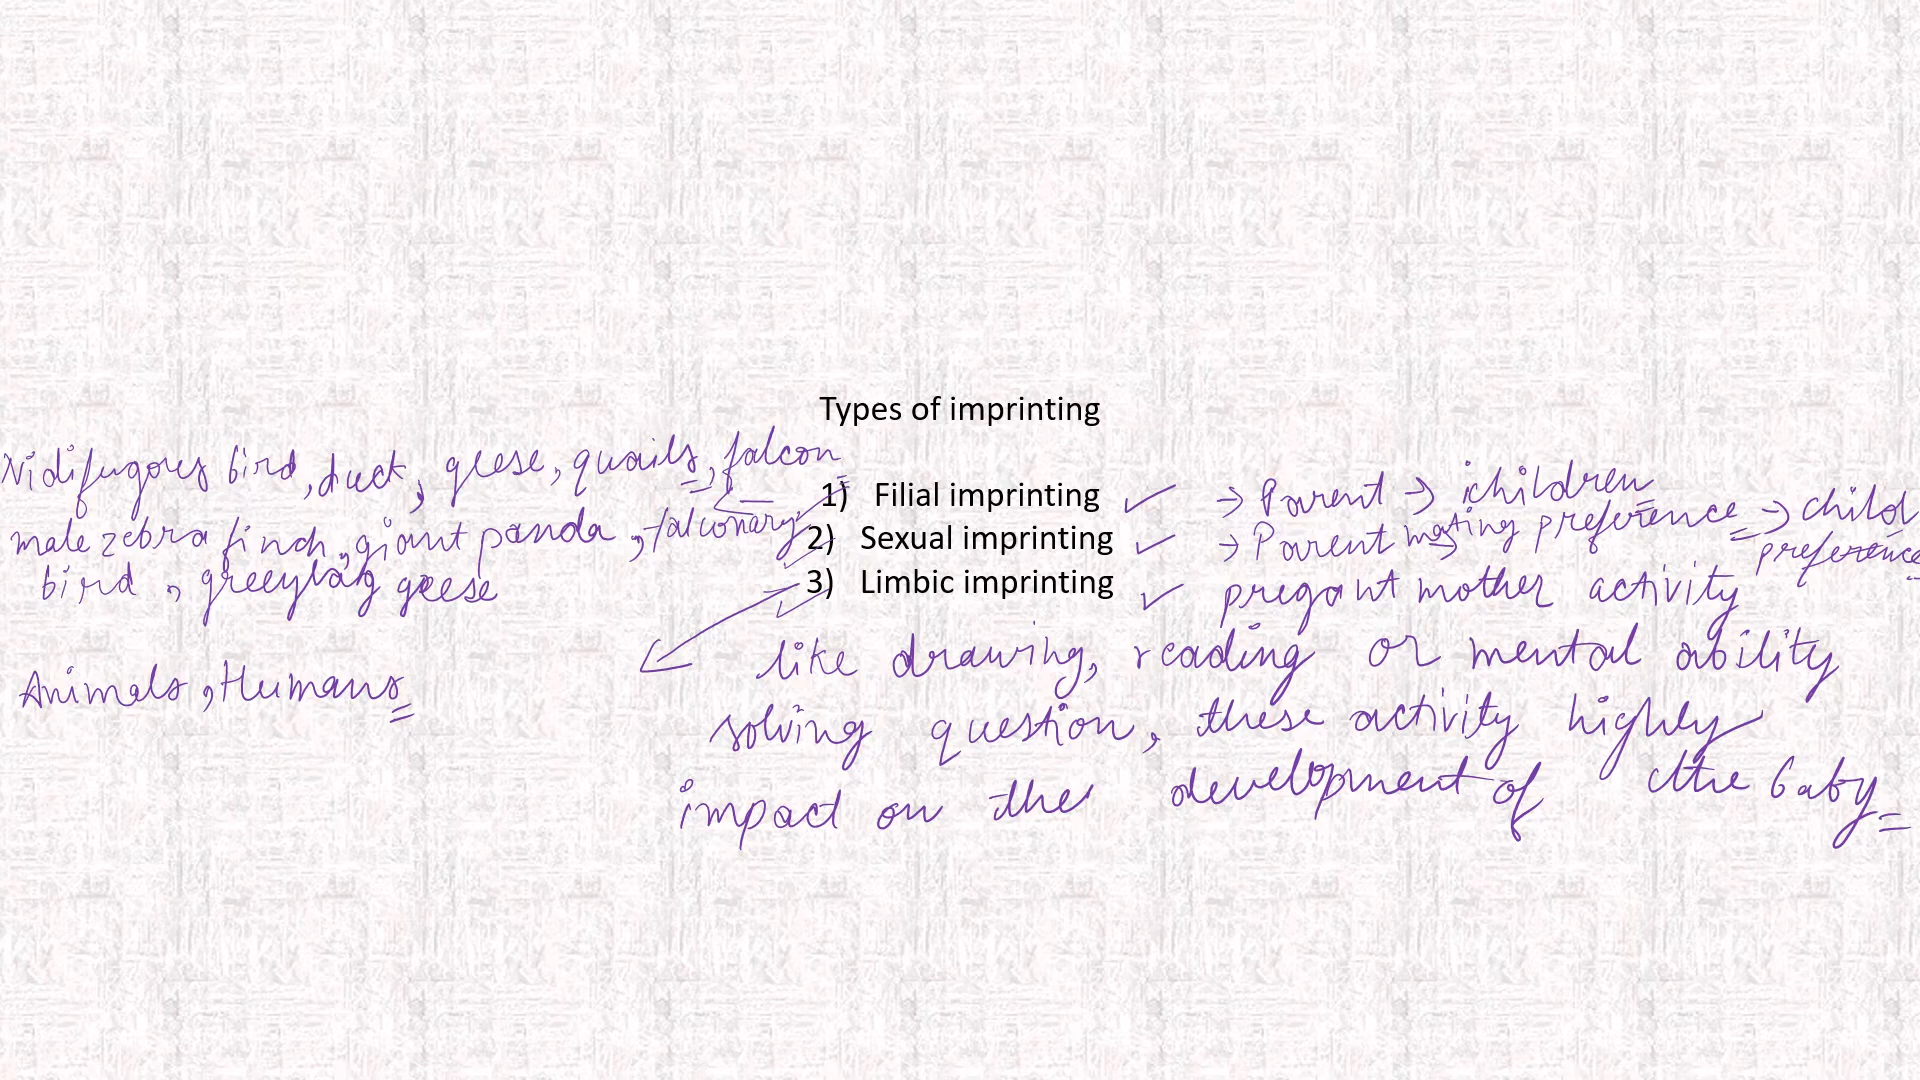 Types of imprinting
Nidifugous bird, duck, geese, quails, falcon
1) Filial imprinting ✓ → Parent → children
male zebra finch, giant panda, falconary
2) Sexual imprinting ✓ → Parent mating preference → child
preference
bird, greeylag geese
3) Limbic imprinting ✓ pregant mother activity
like drawing, reading or mental ability
Animals, Humans
solving question, these activity highly
impact on the development of the baby